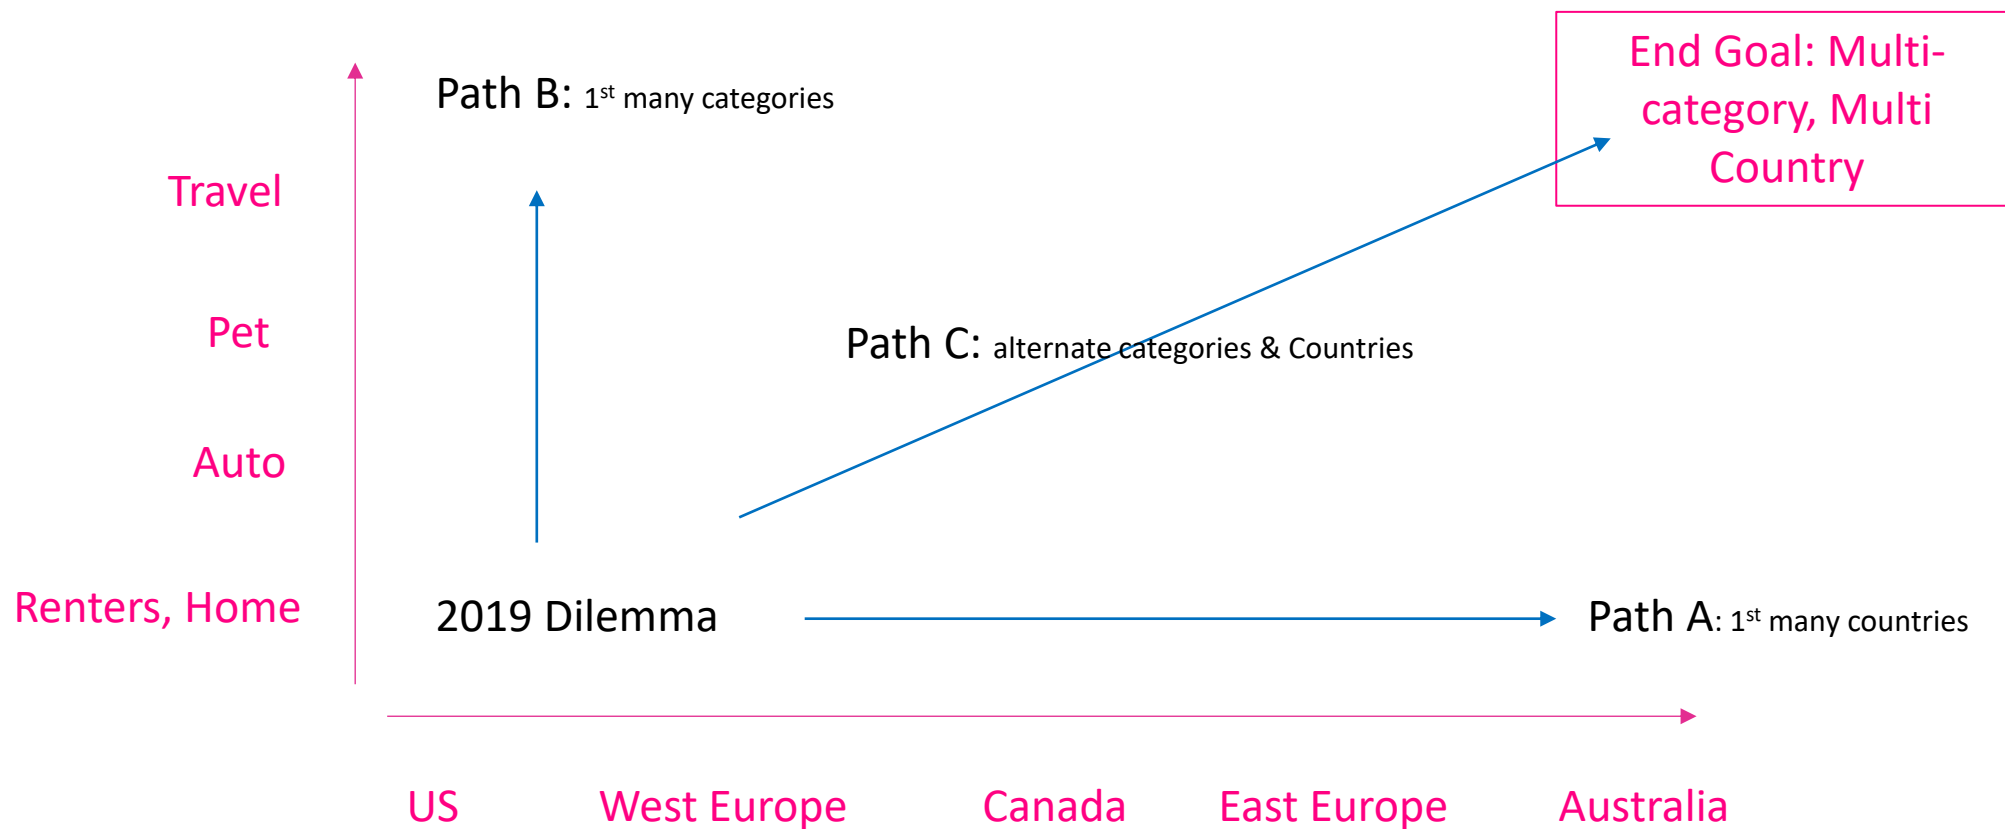 End Goal: Multi-
category, Multi
Country
Path B: 1st many categories
Travel
Pet
Path C: alternate categories & Countries
Auto
Renters, Home
2019 Dilemma
Path A: 1st many countries
US
West Europe
Canada
East Europe
Australia